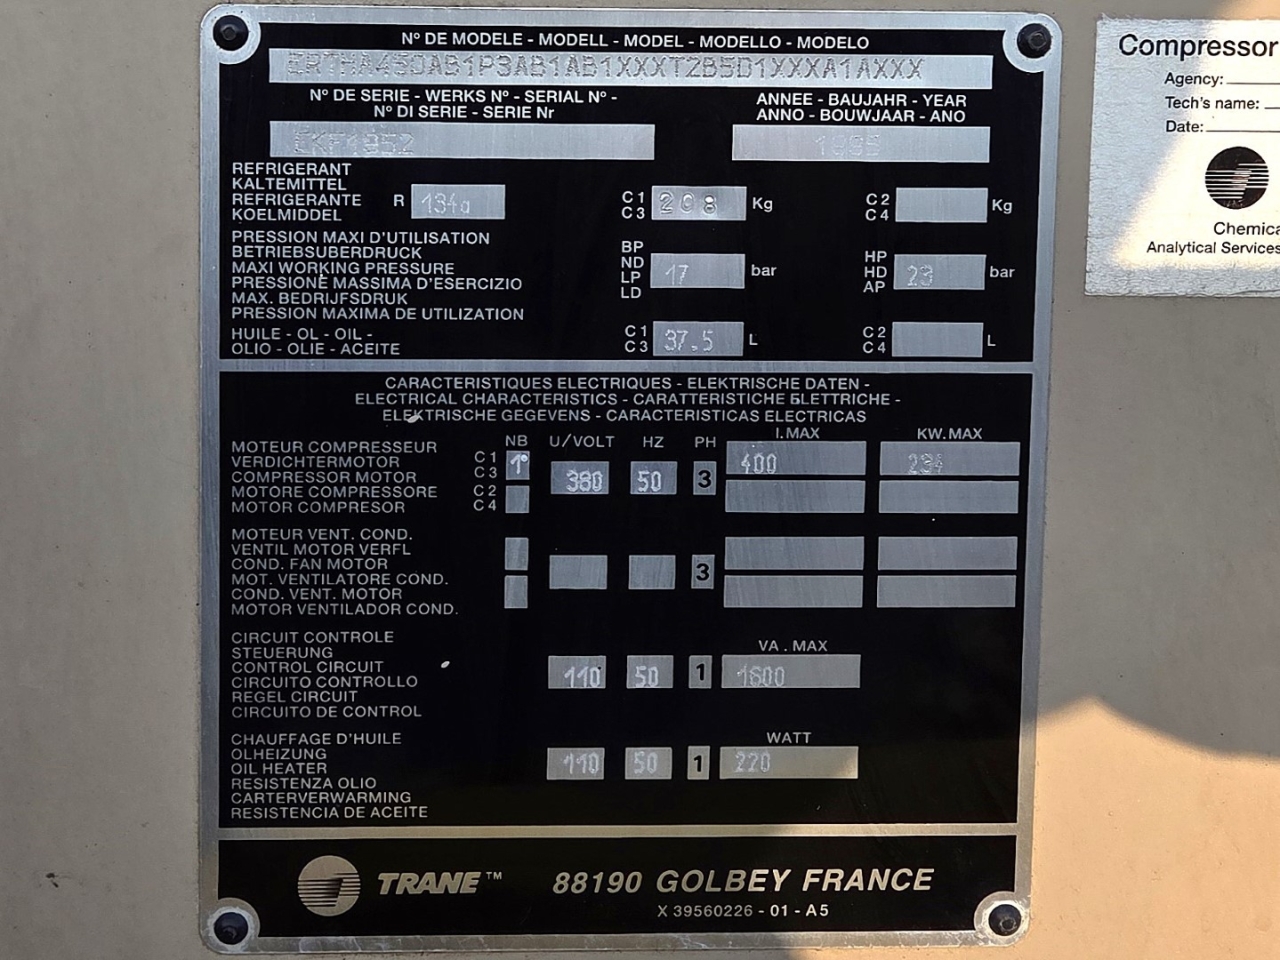 Nº DE MODELE - MODELL - MODEL - MODELLO - MODELO
ERTHA450AB1P3AB1AB1XXXT2B5D1XXXA1AXXX
Nº DE SERIE - WERKS Nº - SERIAL Nº -
Nº DI SERIE - SERIE Nr
ANNEE - BAUJAHR - YEAR
ANNO - BOUWJAAR - ANO
EKF1952
REFRIGERANT
KALTEMITTEL
REFRIGERANTE
KOELMIDDEL
R 134a
C1
C3
208 Kg
C2
C4
Kg
PRESSION MAXI D'UTILISATION
BETRIEBSUBERDRUCK
MAXI WORKING PRESSURE
PRESSIONE MASSIMA D'ESERCIZIO
MAX. BEDRIJFSDRUK
PRESSION MAXIMA DE UTILIZATION
BP
ND
LP
LD
17 bar
HP
HD
AP
23 bar
HUILE - OL - OIL -
OLIO - OLIE - ACEITE
C1
C3
37.5 L
C2
C4
L
CARACTERISTIQUES ELECTRIQUES - ELEKTRISCHE DATEN -
ELECTRICAL CHARACTERISTICS - CARATTERISTICHE ELETTRICHE -
ELEKTRISCHE GEGEVENS - CARACTERISTICAS ELECTRICAS
NB U/VOLT HZ PH I.MAX KW.MAX
MOTEUR COMPRESSEUR
VERDICHTERMOTOR
COMPRESSOR MOTOR
MOTORE COMPRESSORE
MOTOR COMPRESOR
C1
C3
C2
C4
1 380 50 3 400 234
MOTEUR VENT. COND.
VENTIL MOTOR VERFL
COND. FAN MOTOR
MOT. VENTILATORE COND.
COND. VENT. MOTOR
MOTOR VENTILADOR COND.
3
CIRCUIT CONTROLE
STEUERUNG
CONTROL CIRCUIT
CIRCUITO CONTROLLO
REGEL CIRCUIT
CIRCUITO DE CONTROL
VA . MAX
110 50 1 1600
CHAUFFAGE D'HUILE
OLHEIZUNG
OIL HEATER
RESISTENZA OLIO
CARTERVERWARMING
RESISTENCIA DE ACEITE
WATT
110 50 1 220
TRANE™ 88190 GOLBEY FRANCE
X 39560226 - 01 - A5
Compressor
Agency:
Tech's name:
Date:
Chemica
Analytical Services